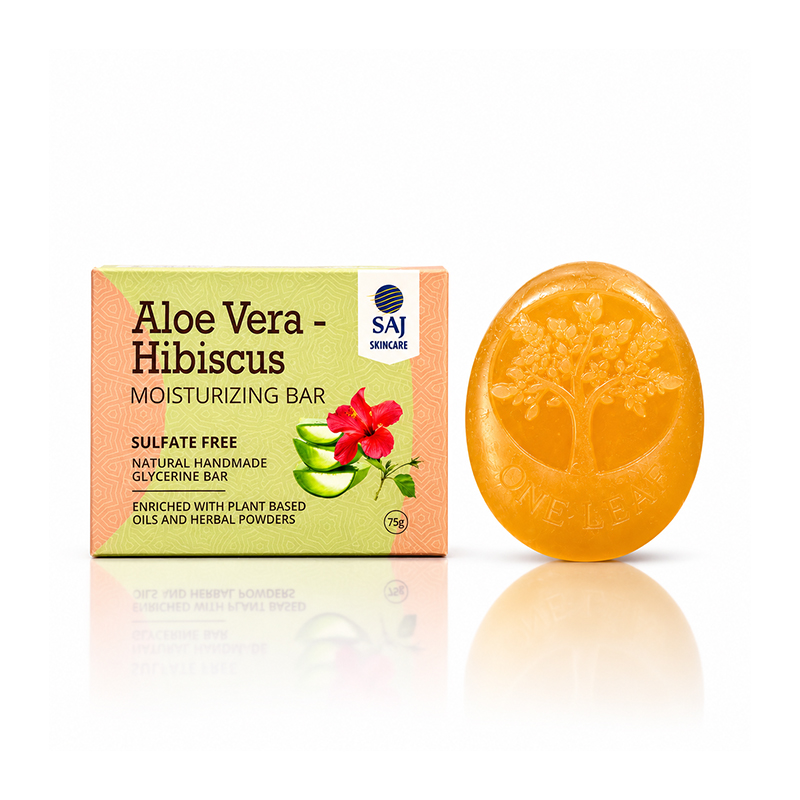 Aloe Vera -
Hibiscus
MOISTURIZING BAR
SAJ
SKINCARE
SULFATE FREE
NATURAL HANDMADE
GLYCERINE BAR
ENRICHED WITH PLANT BASED
OILS AND HERBAL POWDERS
75g
ONE LEAF